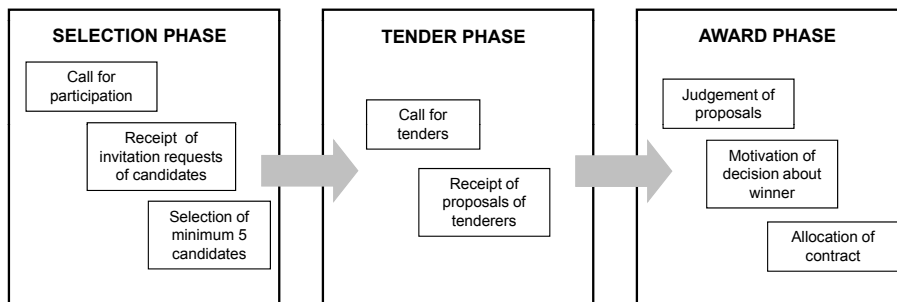 SELECTION PHASE
Call for
participation
Receipt of
invitation requests
of candidates
Selection of
minimum 5
candidates
TENDER PHASE
Call for
tenders
Receipt of
proposals of
tenderers
AWARD PHASE
Judgement of
proposals
Motivation of
decision about
winner
Allocation of
contract